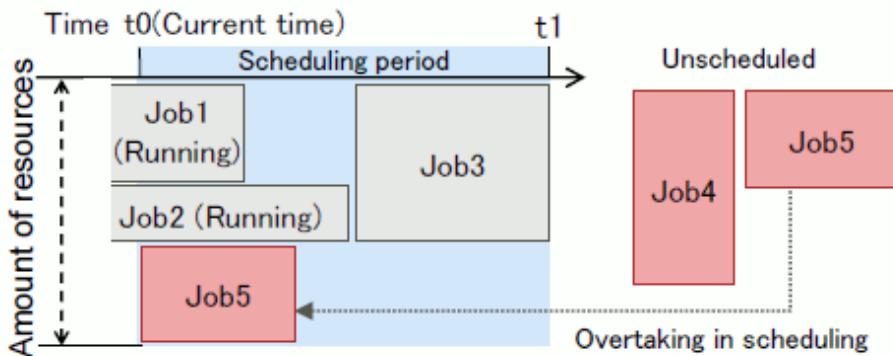 Time t0(Current time)
t1
Scheduling period
Unscheduled
Amount of resources
Job1
(Running)
Job2 (Running)
Job3
Job4
Job5
Job5
Overtaking in scheduling